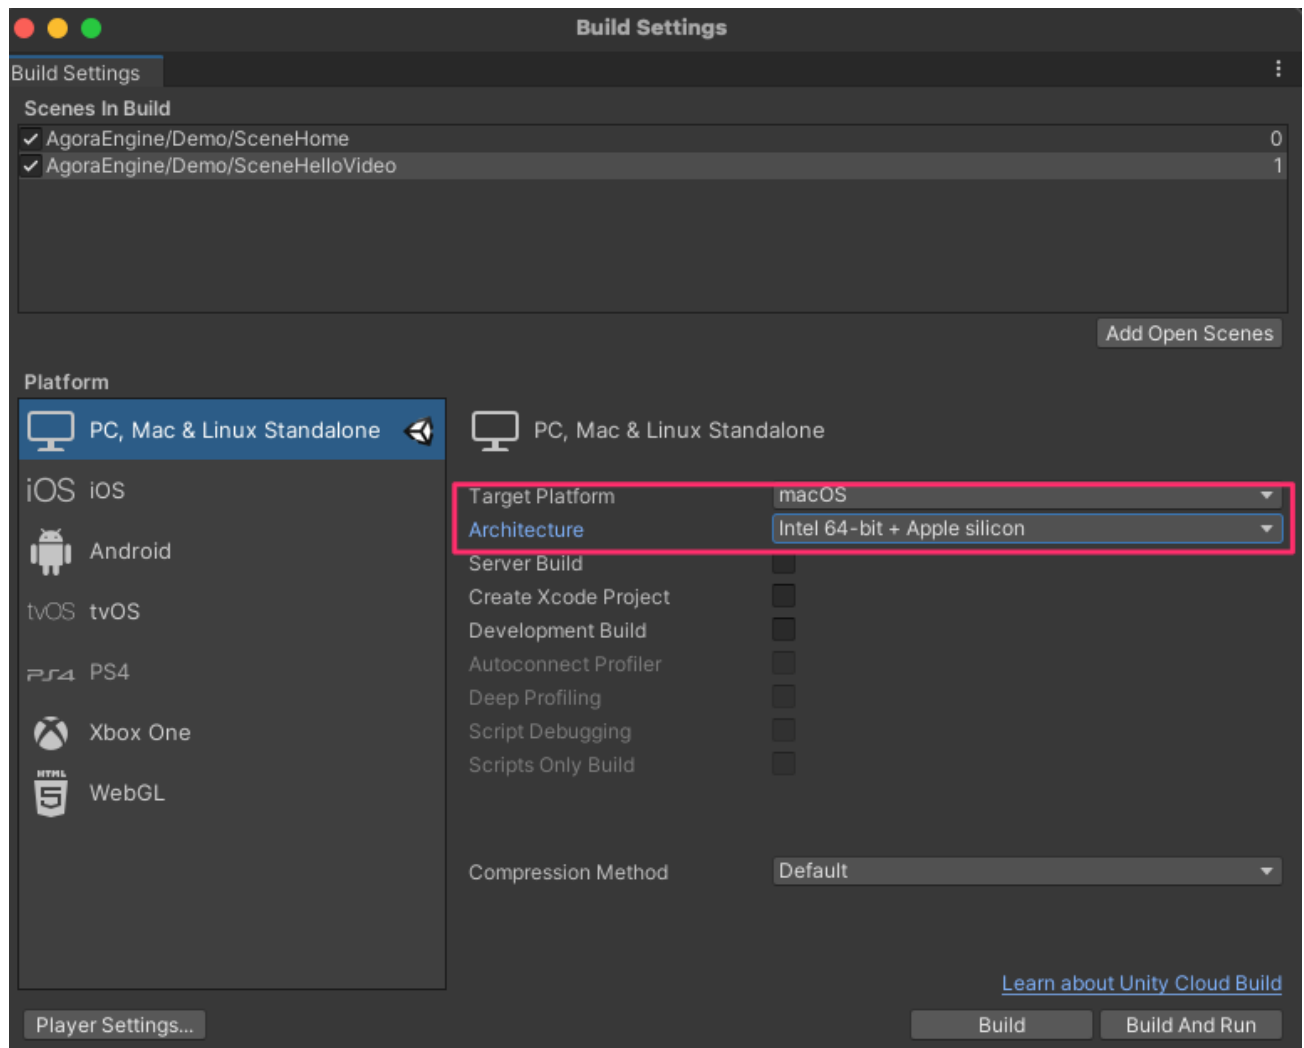 Build Settings
Build Settings
Scenes In Build
AgoraEngine/Demo/SceneHome 0
AgoraEngine/Demo/SceneHelloVideo 1
Add Open Scenes
Platform
PC, Mac & Linux Standalone
iOS iOS
Android
tvOS tvOS
PS4 PS4
Xbox One
HTML 5 WebGL
PC, Mac & Linux Standalone
Target Platform macOS
Architecture Intel 64-bit + Apple silicon
Server Build
Create Xcode Project
Development Build
Autoconnect Profiler
Deep Profiling
Script Debugging
Scripts Only Build
Compression Method Default
Learn about Unity Cloud Build
Player Settings... Build Build And Run